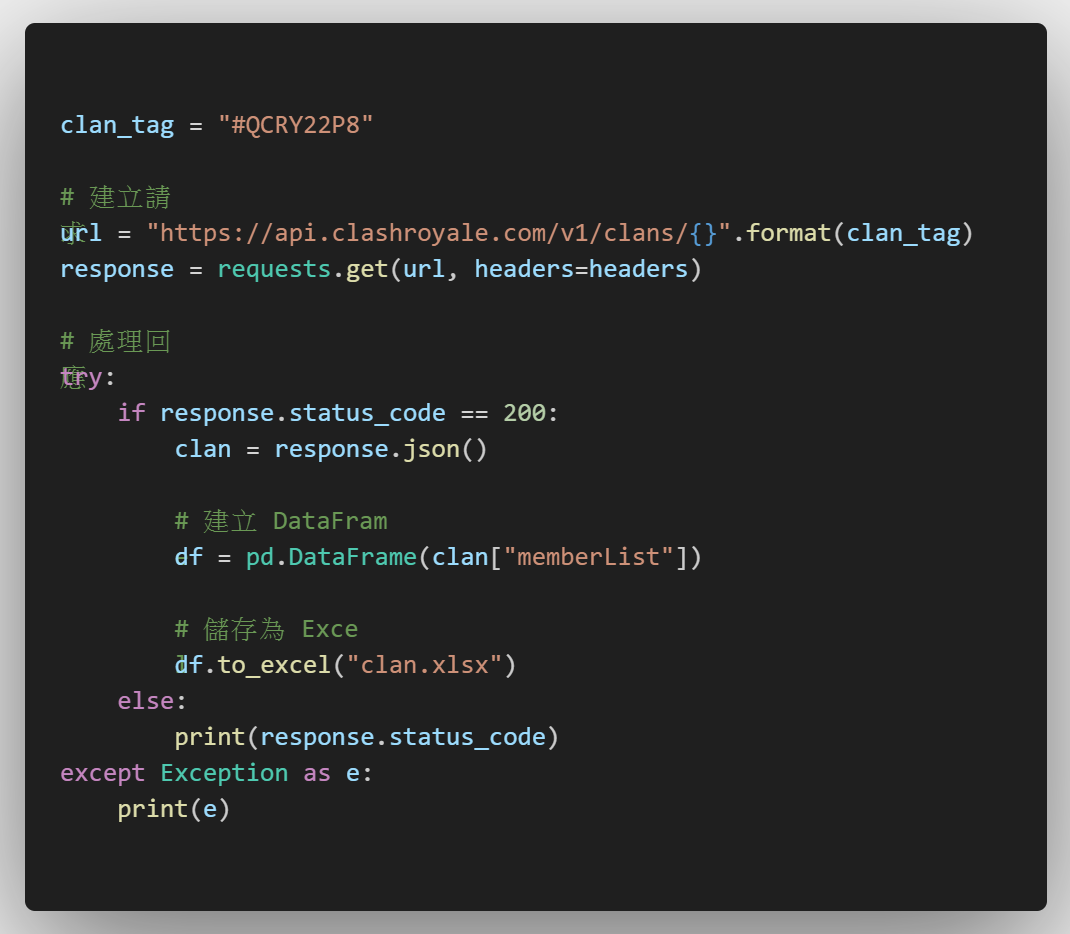 clan_tag = "#QCRY22P8"
# 建立請求
url = "https://api.clashroyale.com/v1/clans/{}".format(clan_tag)
response = requests.get(url, headers=headers)
# 處理回應
try:
    if response.status_code == 200:
        clan = response.json()
        # 建立 DataFrame
        df = pd.DataFrame(clan["memberList"])
        # 儲存為 Excel
        df.to_excel("clan.xlsx")
    else:
        print(response.status_code)
except Exception as e:
    print(e)